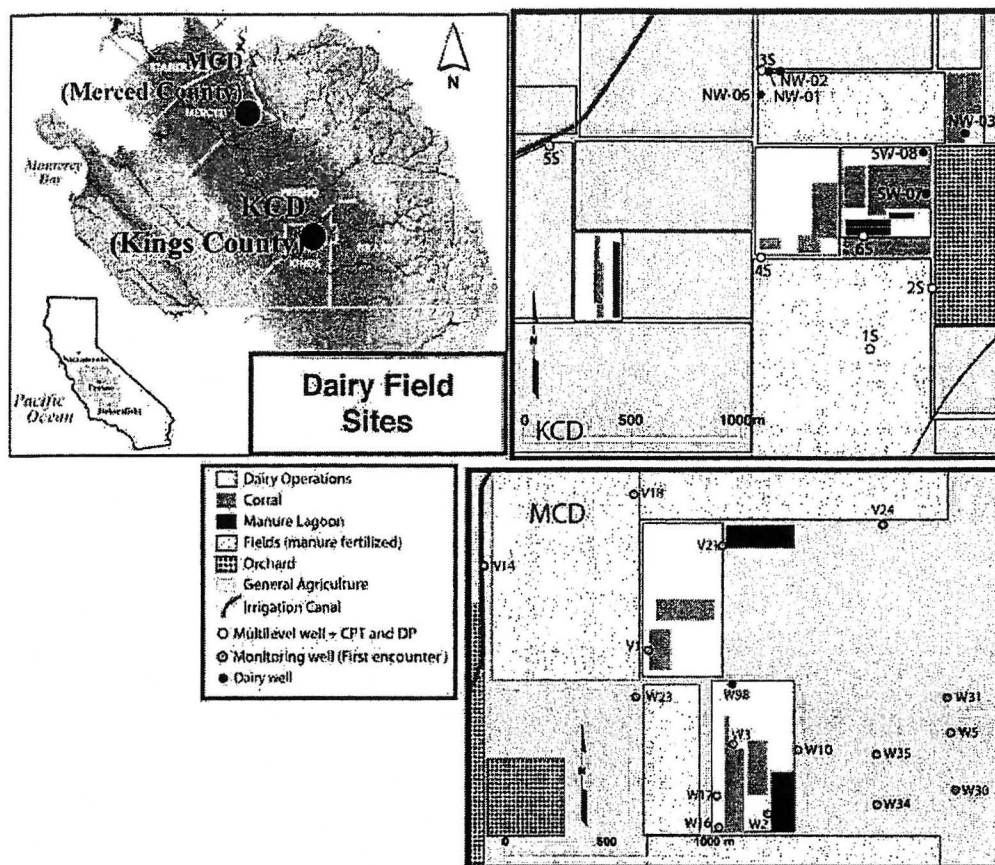 MCD
(Merced County)
MERCED
N
Monterey
Bay
KCD
(Kings County)
Pacific
Ocean
Dairy Field
Sites
3S
NW-02
NW-06
NW-01
NW-03
5S
SW-08
SW-07
6S
4S
2S
1S
0
500
1000 m
KCD
Dairy Operations
Corral
Manure Lagoon
Fields (manure fertilized)
Orchard
General Agriculture
Irrigation Canal
Multilevel well + CPT and DP
Monitoring well (First encounter)
Dairy well
V18
MCD
V24
V21
V14
V1
W23
W98
W31
W3
W5
W10
W35
N
W30
W17
W34
W2
W16
0
500
1000 m